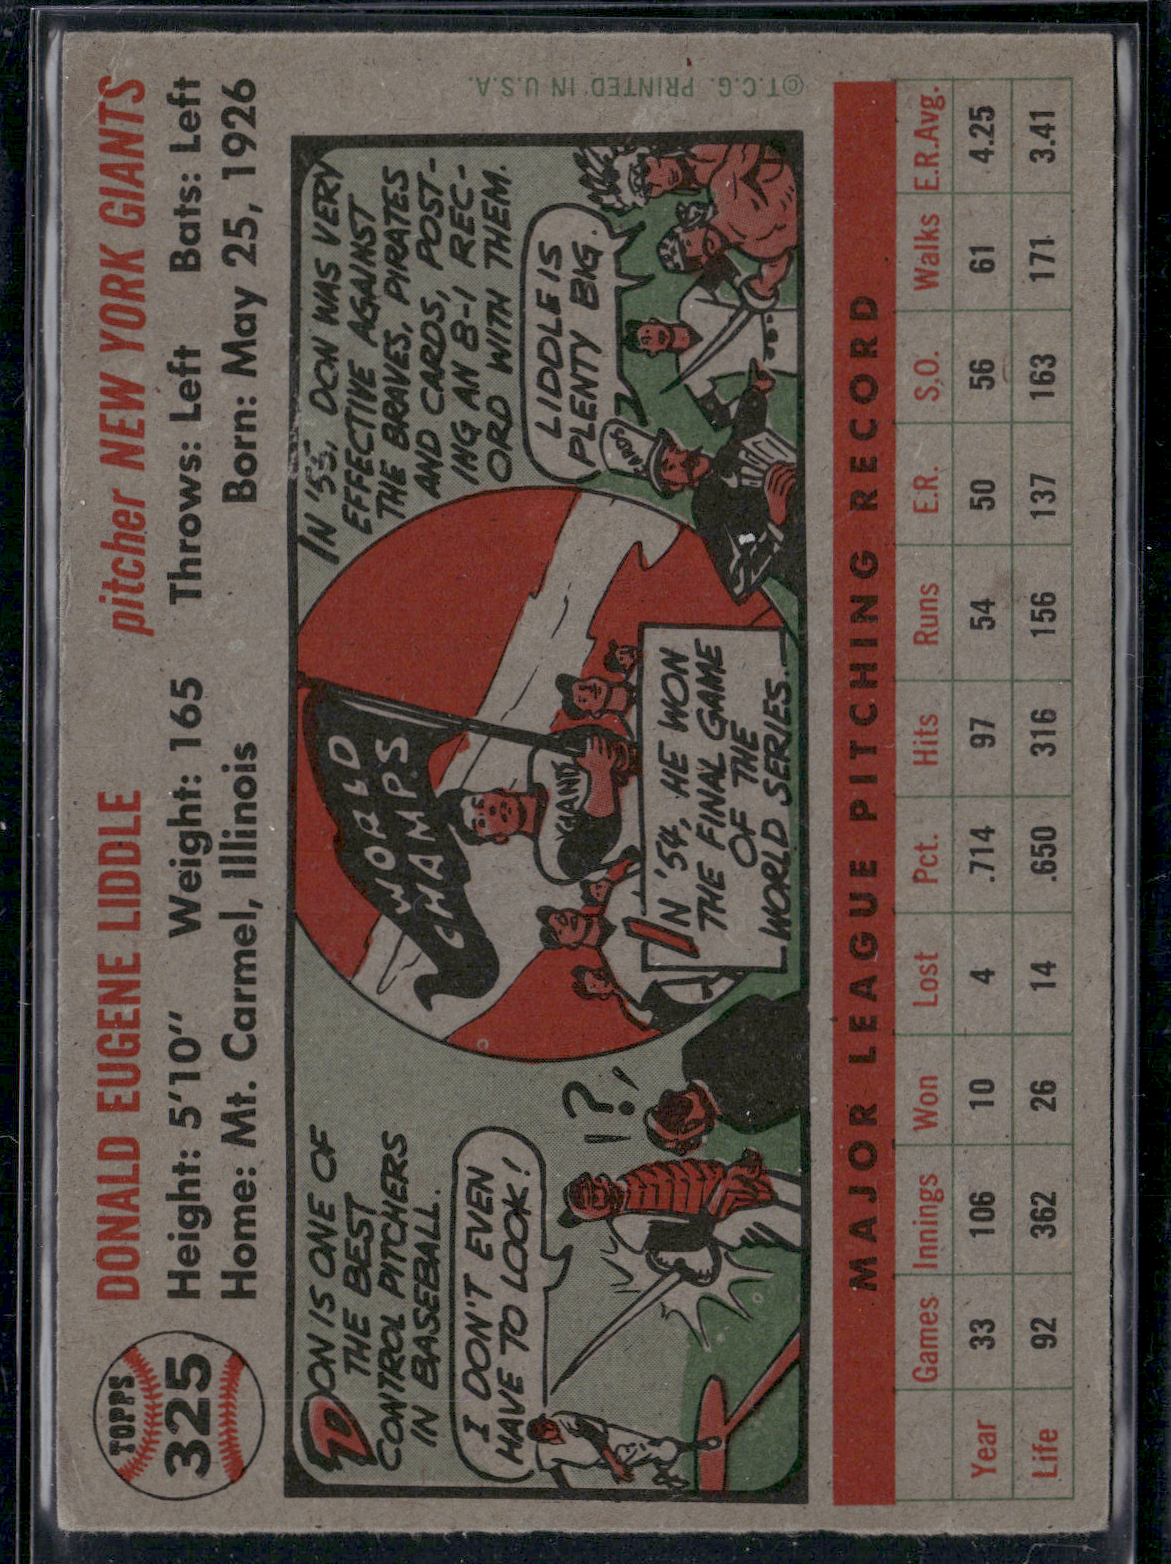 TOPPS
325
DONALD EUGENE LIDDLE
pitcher NEW YORK GIANTS
Height: 5'10" Weight: 165 Throws: Left Bats: Left
Home: Mt. Carmel, Illinois Born: May 25, 1926
DON IS ONE OF
THE BEST
CONTROL PITCHERS
IN BASEBALL.
I DON'T EVEN
HAVE TO LOOK!
!?!
WORLD
CHAMPS
GIANTS
IN '54, HE WON
THE FINAL GAME
OF THE
WORLD SERIES.
IN '55, DON WAS VERY
EFFECTIVE AGAINST
THE BRAVES, PIRATES
AND CARDS, POST-
ING AN 8-1 REC-
ORD WITH THEM.
LIDDLE IS
PLENTY BIG.
©T.C.G. PRINTED IN U.S.A.
MAJOR LEAGUE PITCHING RECORD
Games Innings Won Lost Pct. Hits Runs E.R. S.O. Walks E.R.Avg.
Year 33 106 10 4 .714 97 54 50 56 61 4.25
Life 92 362 26 14 .650 316 156 137 163 171 3.41